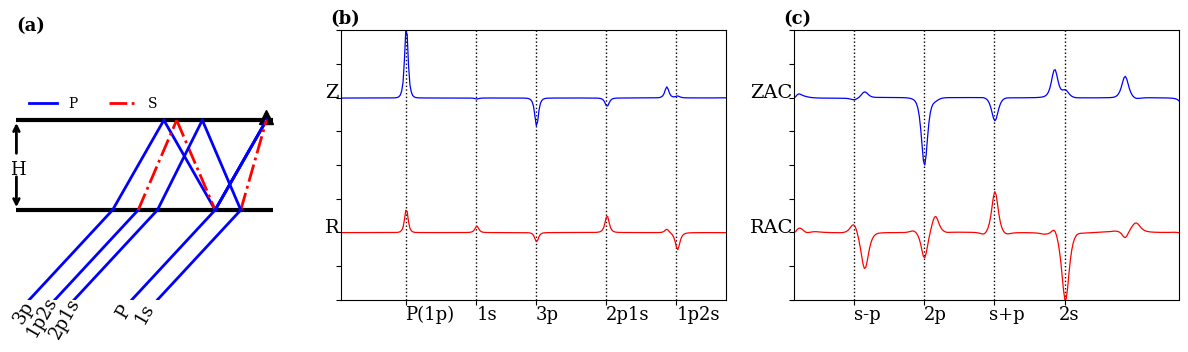 (a)
P S
H
3p 1p2s 2p1s P 1s
(b)
Z
R
P(1p) 1s 3p 2p1s 1p2s
(c)
ZAC
RAC
s-p 2p s+p 2s